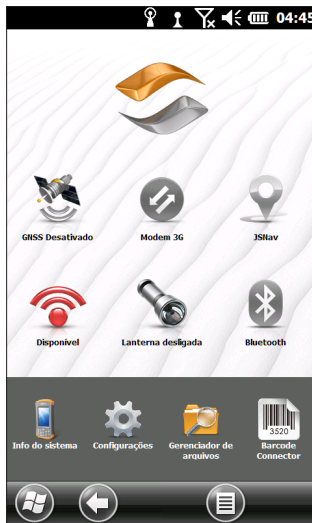 04:45
GNSS Desativado
Modem 3G
JSNav
Disponível
Lanterna desligada
Bluetooth
3520
Info do sistema
Configurações
Gerenciador de
arquivos
Barcode
Connector